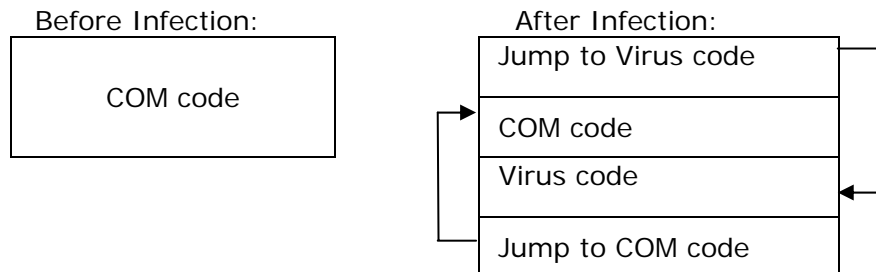 Before Infection:
COM code
After Infection:
Jump to Virus code
COM code
Virus code
Jump to COM code